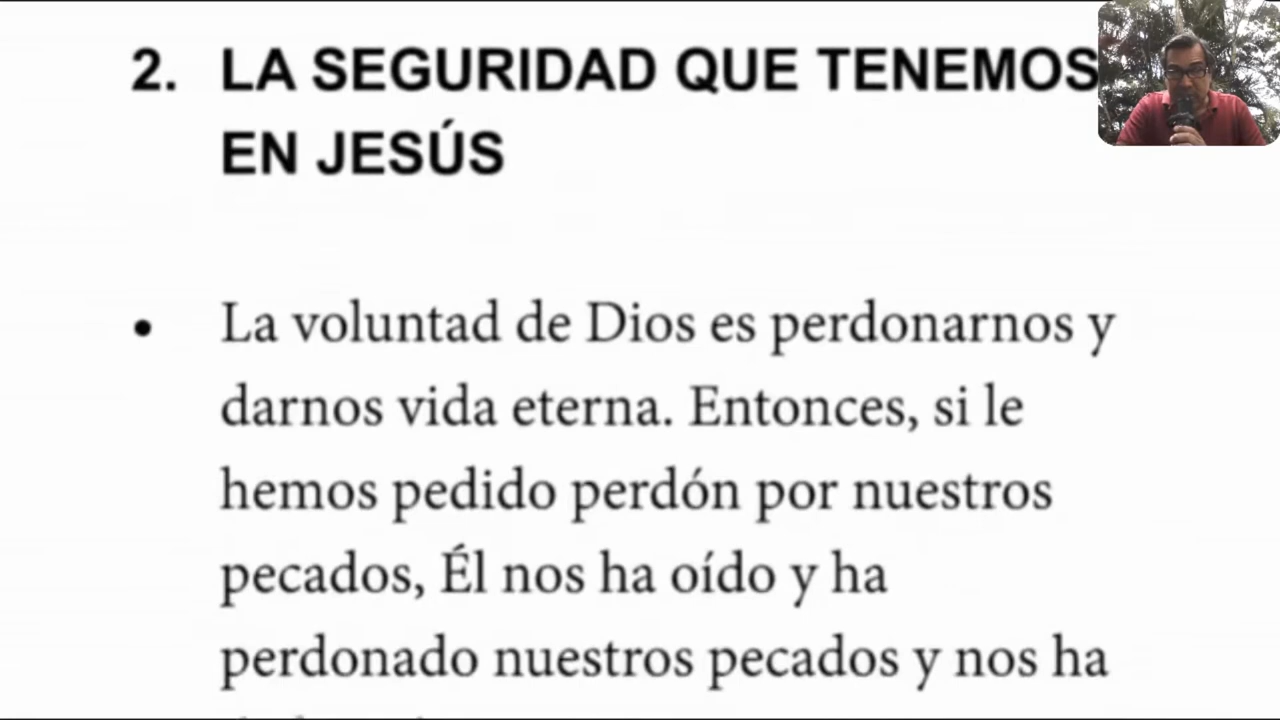 2. LA SEGURIDAD QUE TENEMOS
EN JESÚS
• La voluntad de Dios es perdonarnos y
darnos vida eterna. Entonces, si le
hemos pedido perdón por nuestros
pecados, Él nos ha oído y ha
perdonado nuestros pecados y nos ha